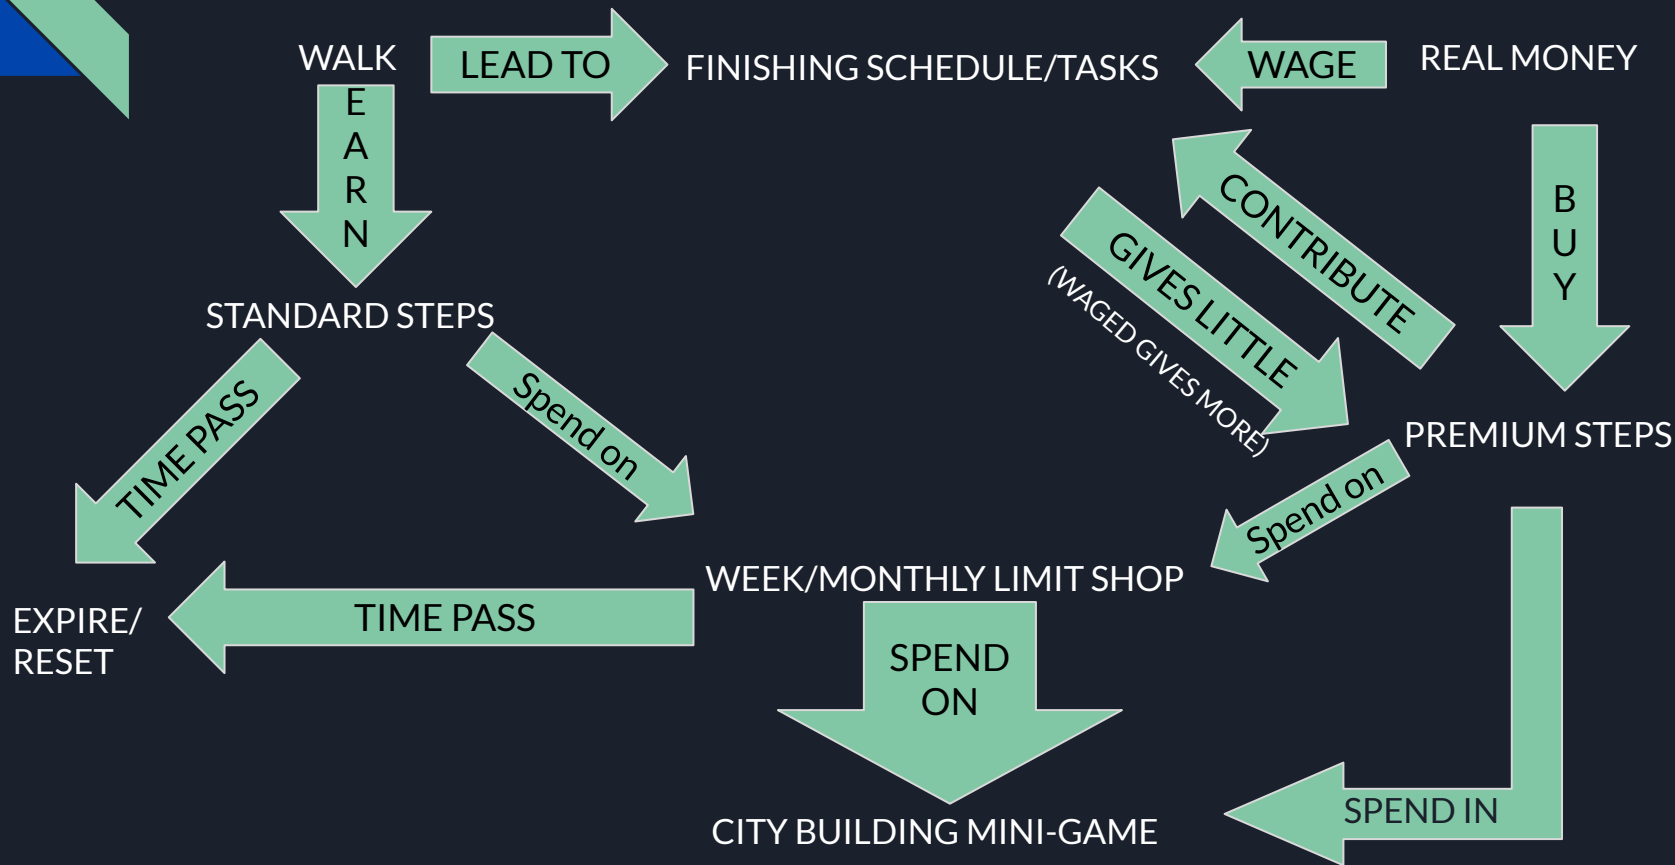 WALK
LEAD TO
FINISHING SCHEDULE/TASKS
WAGE
REAL MONEY
EARN
CONTRIBUTE
BUY
GIVES LITTLE
(WAGED GIVES MORE)
STANDARD STEPS
TIME PASS
Spend on
PREMIUM STEPS
Spend on
WEEK/MONTHLY LIMIT SHOP
TIME PASS
EXPIRE/
RESET
SPEND
ON
SPEND IN
CITY BUILDING MINI-GAME